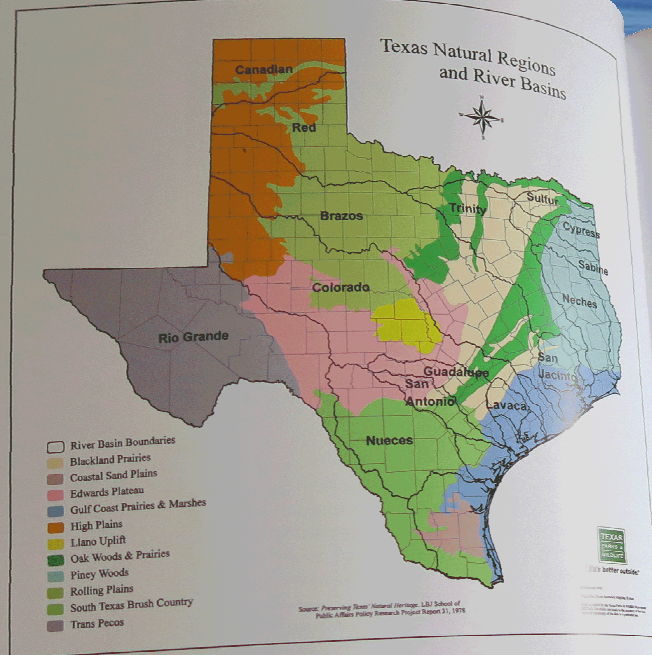 Texas Natural Regions
and River Basins
N
W
E
S
Canadian
Red
Brazos
Trinity
Sulfur
Cypress
Sabine
Neches
Colorado
Rio Grande
San
Jacinto
Guadalupe
San
Antonio
Lavaca
Nueces
River Basin Boundaries
Blackland Prairies
Coastal Sand Plains
Edwards Plateau
Gulf Coast Prairies & Marshes
High Plains
Llano Uplift
Oak Woods & Prairies
Piney Woods
Rolling Plains
South Texas Brush Country
Trans Pecos
Source: Preserving Texas' Natural Heritage. LBJ School of
Public Affairs Policy Research Project Report 31, 1978
TEXAS
PARKS &
WILDLIFE
better outside.